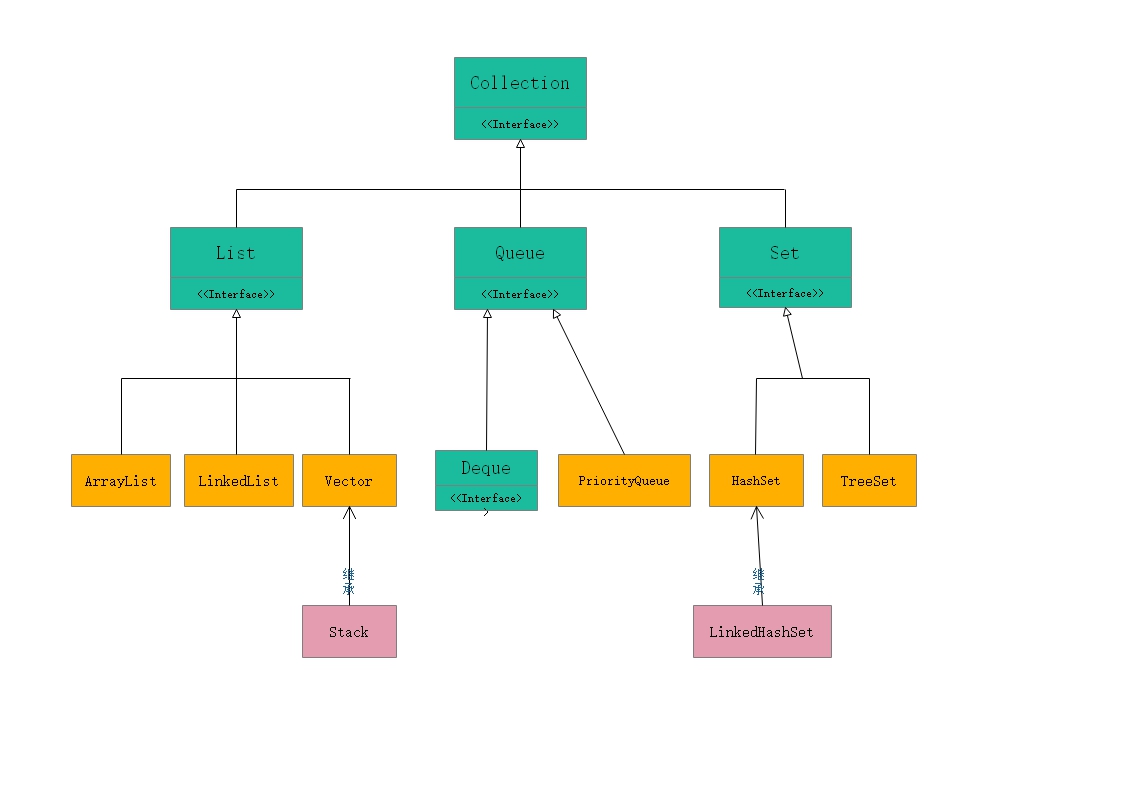 Collection
<<Interface>>
List
<<Interface>>
Queue
<<Interface>>
Set
<<Interface>>
ArrayList
LinkedList
Vector
Deque
<<Interface>
>
PriorityQueue
HashSet
TreeSet
继
承
继
承
Stack
LinkedHashSet